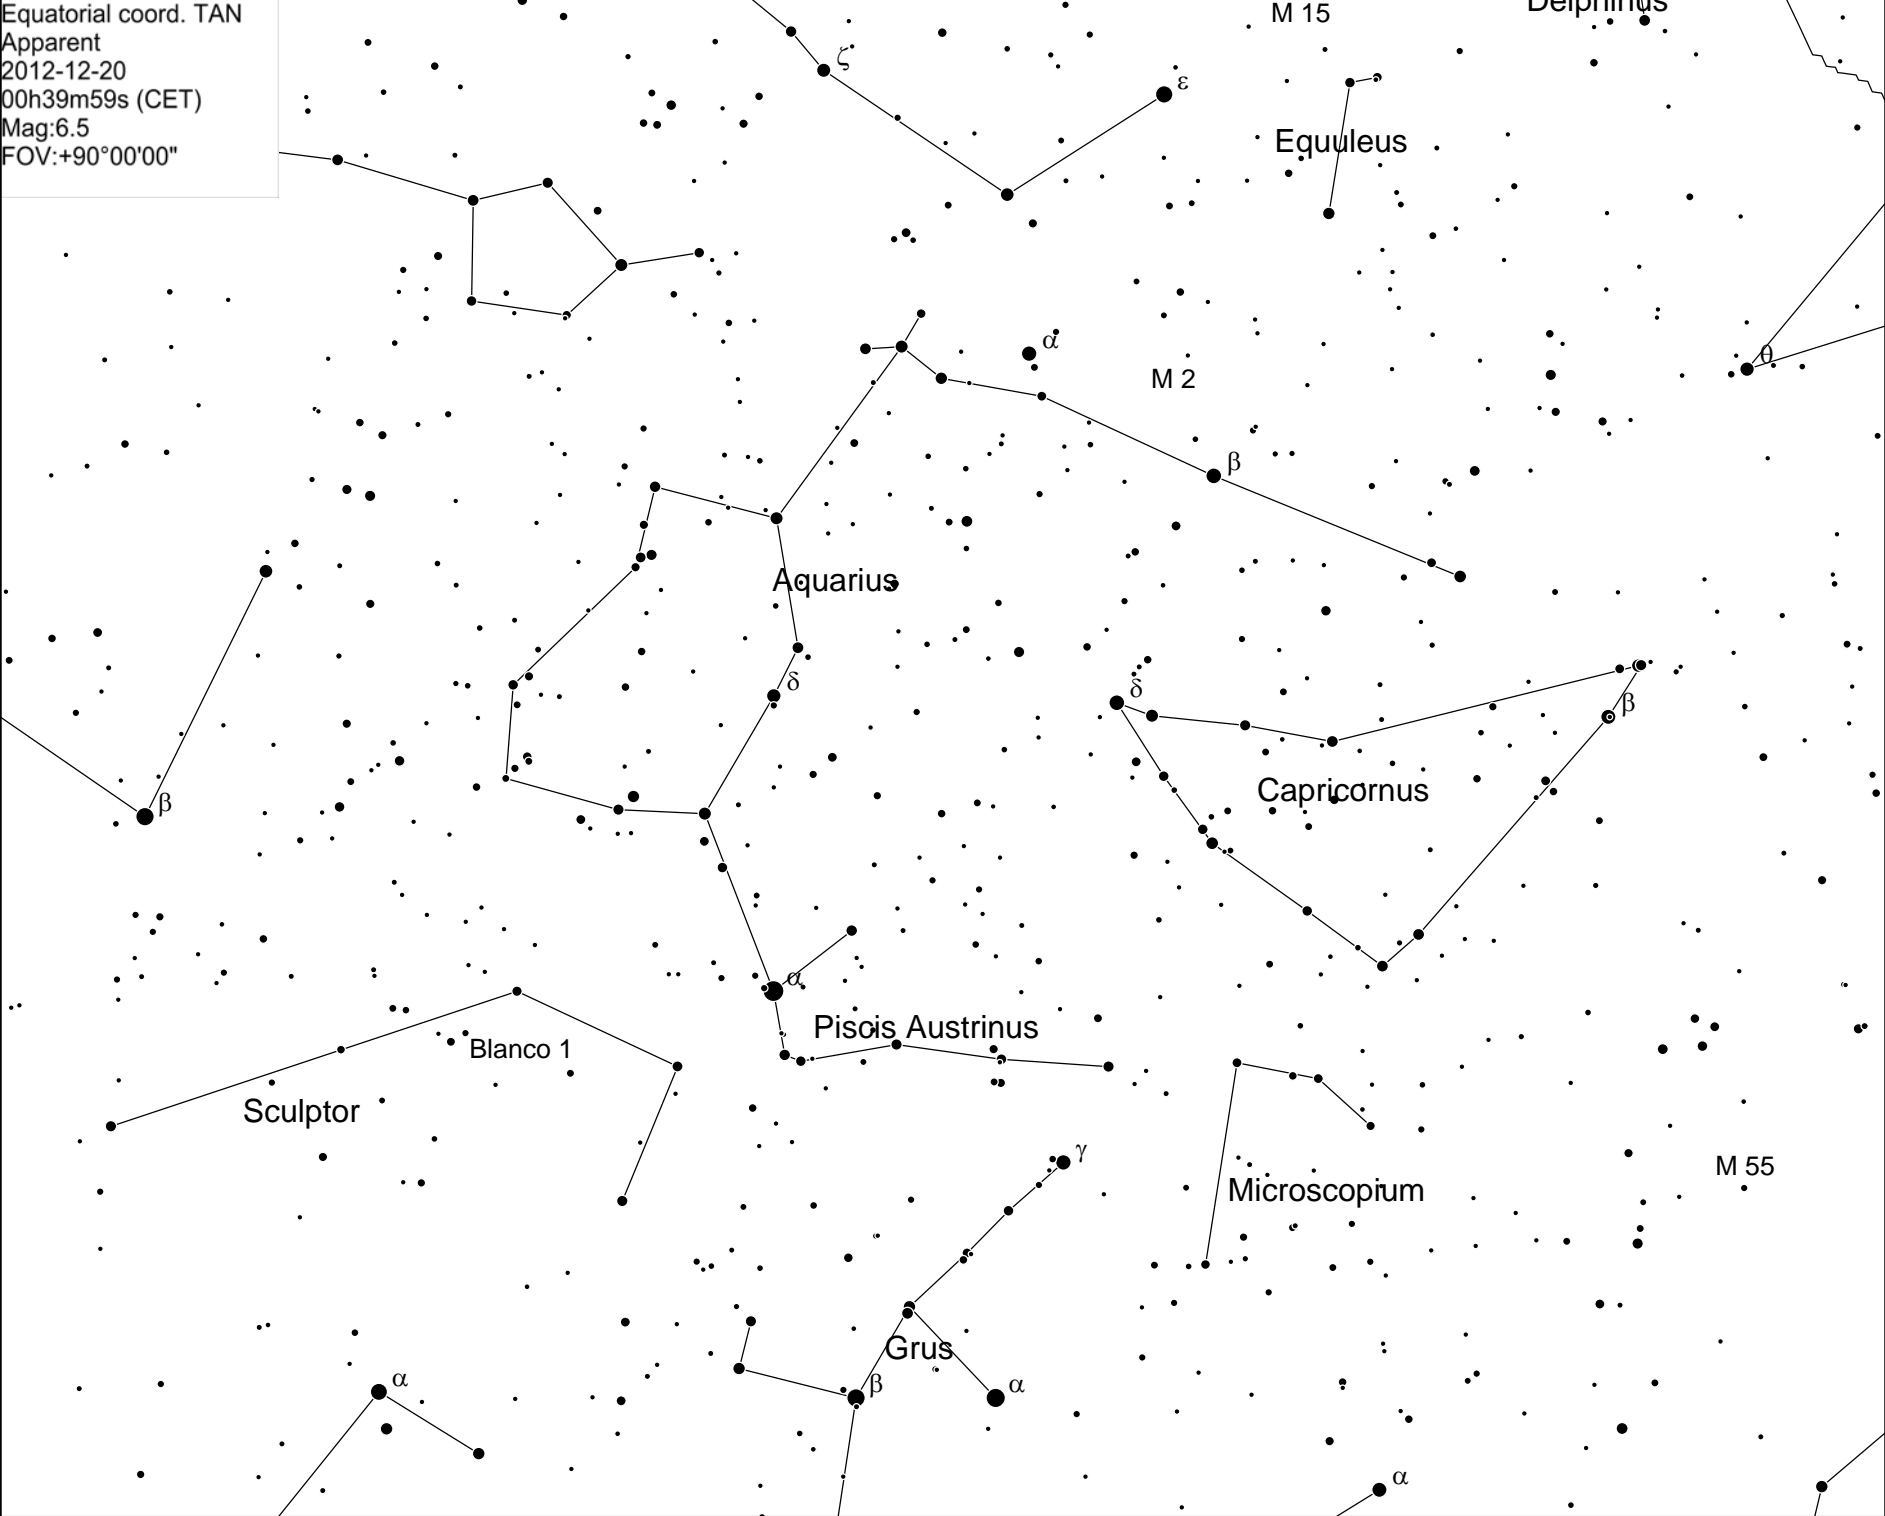 Equatorial coord. TAN
Apparent
2012-12-20
00h39m59s (CET)
Mag:6.5
FOV:+90°00'00"
M 15
Delphinus
ζ
ε
Equuleus
α
θ
M 2
β
Aquarius
δ
δ
β
Capricornus
β
α
Piscis Austrinus
Blanco 1
Sculptor
γ
Microscopium
M 55
Grus
α
β
α
α